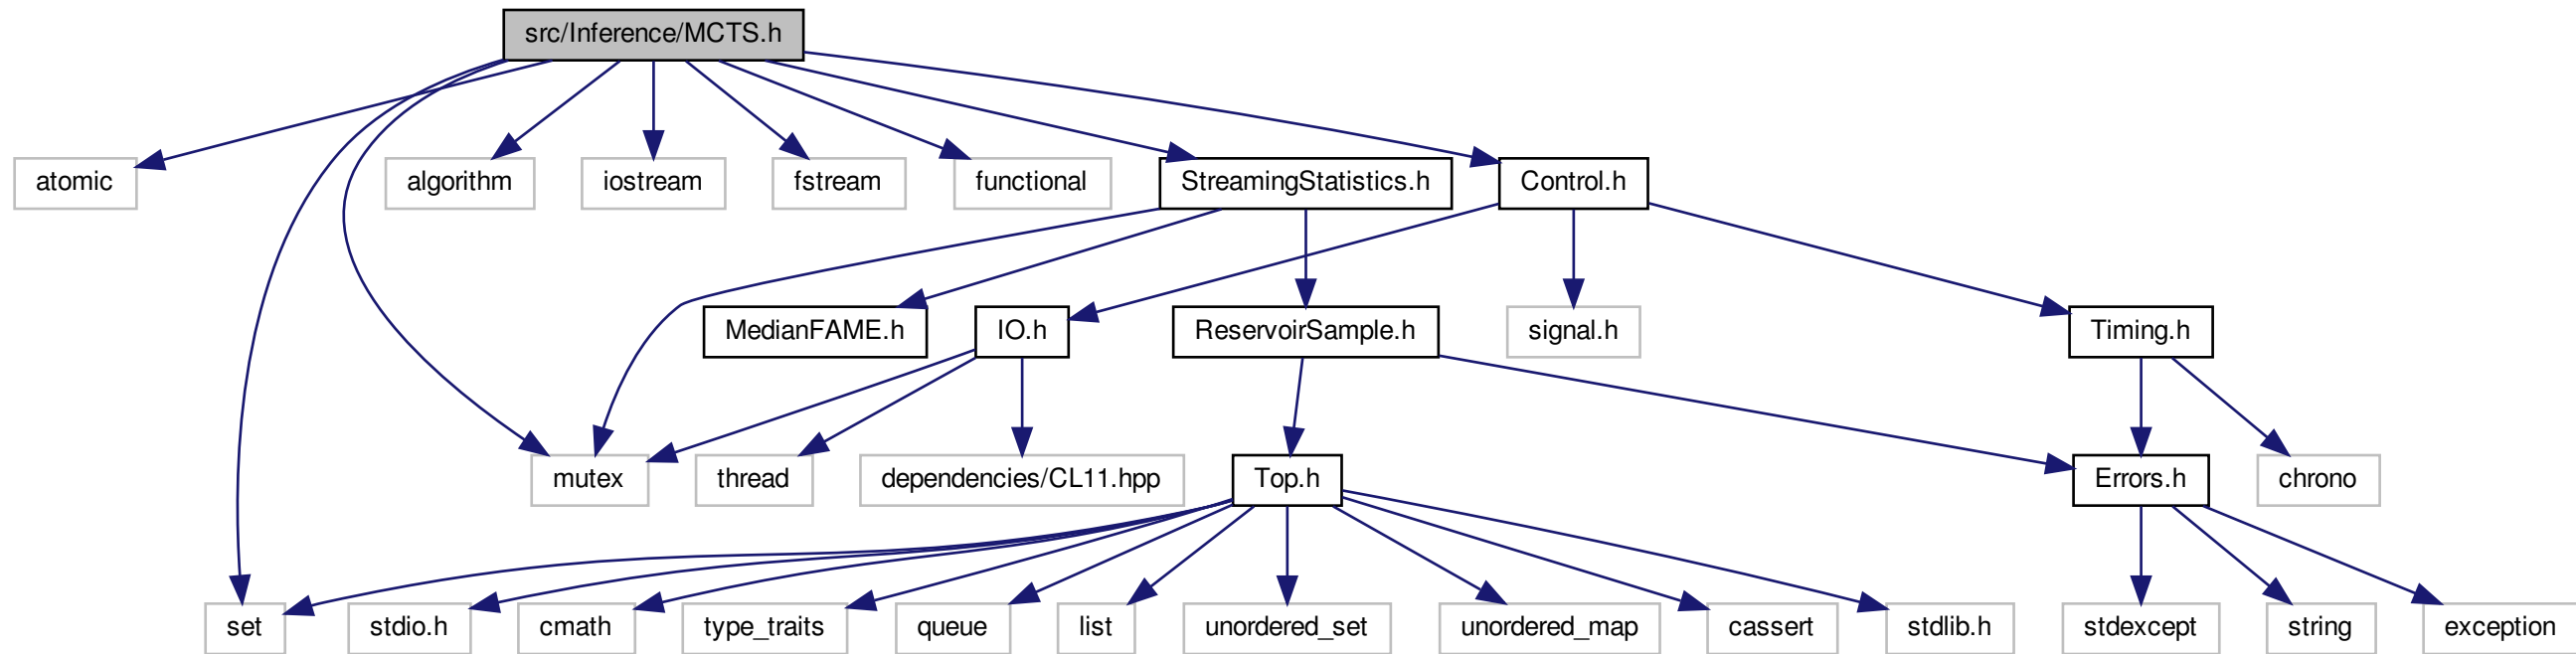 src/Inference/MCTS.h
atomic
algorithm
iostream
fstream
functional
StreamingStatistics.h
Control.h
MedianFAME.h
IO.h
ReservoirSample.h
signal.h
Timing.h
mutex
thread
dependencies/CL11.hpp
Top.h
Errors.h
chrono
set
stdio.h
cmath
type_traits
queue
list
unordered_set
unordered_map
cassert
stdlib.h
stdexcept
string
exception